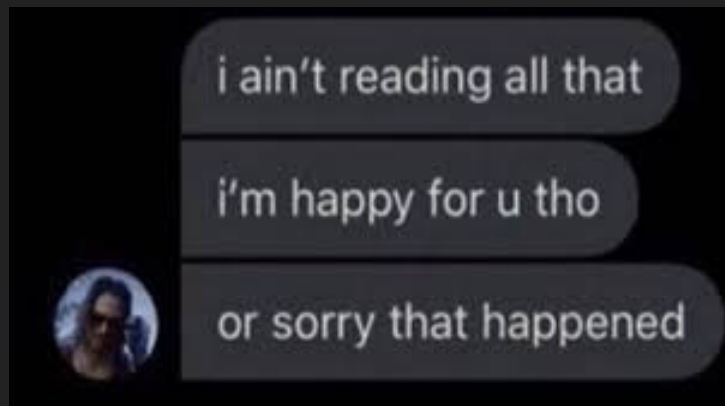 i ain't reading all that
i'm happy for u tho
or sorry that happened